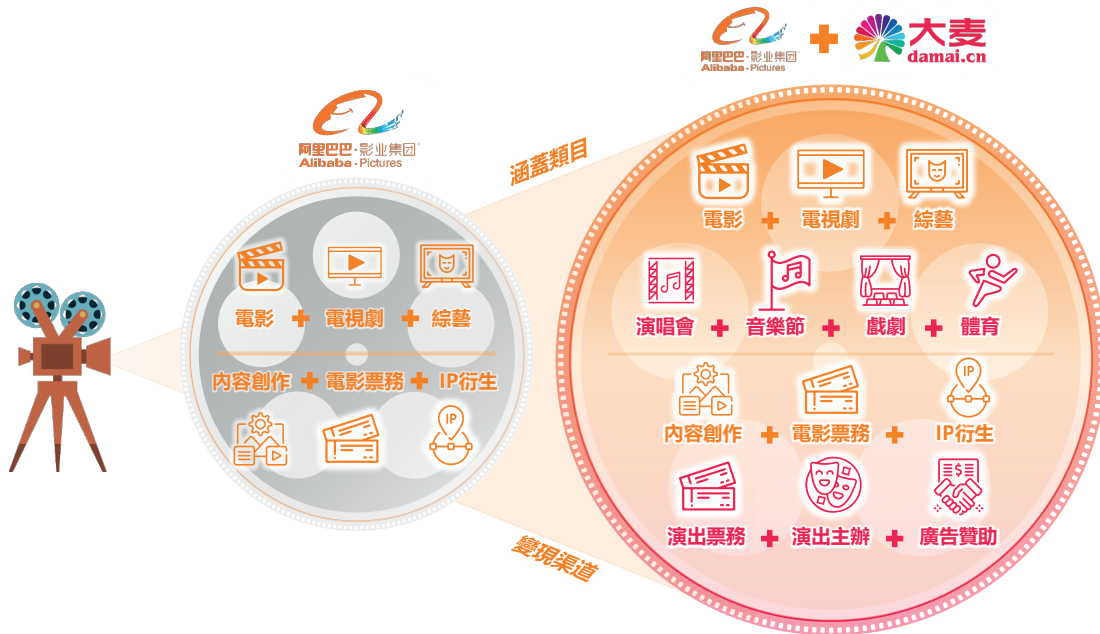 阿里巴巴·影业集团
Alibaba·Pictures
+
大麦
damai.cn
阿里巴巴·影业集团
Alibaba·Pictures
涵蓋類目
電影 + 電視劇 + 綜藝
內容創作 + 電影票務 + IP衍生
IP
變現渠道
電影 + 電視劇 + 綜藝
演唱會 + 音樂節 + 戲劇 + 體育
IP
內容創作 + 電影票務 + IP衍生
$
演出票務 + 演出主辦 + 廣告贊助